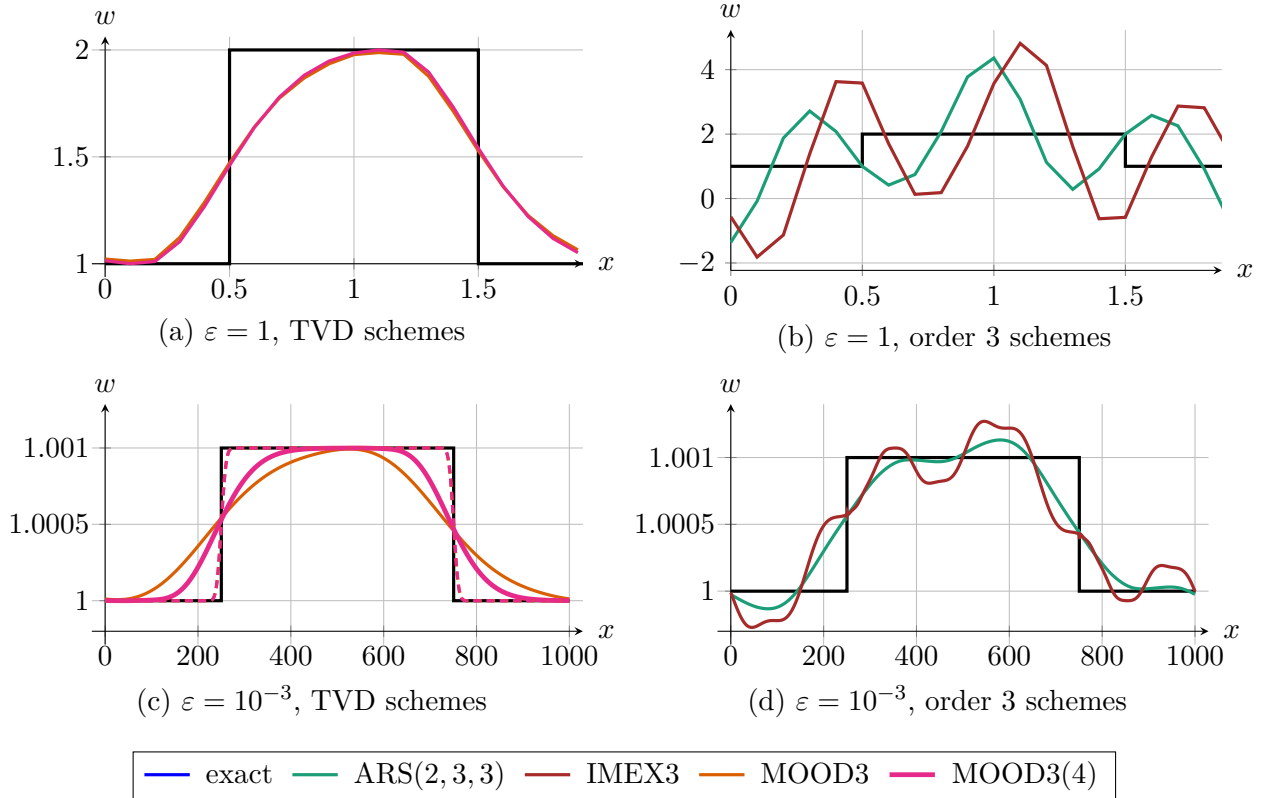 w
2
1.5
1
0 0.5 1 1.5
x
(a) ε = 1, TVD schemes
w
4
2
0
−2
0 0.5 1 1.5
x
(b) ε = 1, order 3 schemes
w
1.001
1.0005
1
0 200 400 600 800 1000
x
(c) ε = 10⁻³, TVD schemes
w
1.001
1.0005
1
0 200 400 600 800 1000
x
(d) ε = 10⁻³, order 3 schemes
exact ARS(2, 3, 3) IMEX3 MOOD3 MOOD3(4)